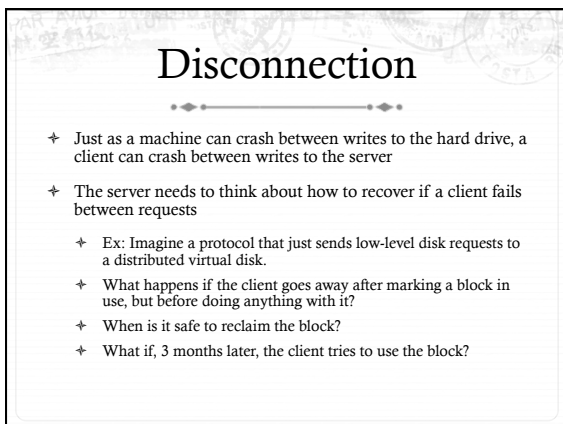 PAR AVION
Disconnection
Just as a machine can crash between writes to the hard drive, a
client can crash between writes to the server
The server needs to think about how to recover if a client fails
between requests
Ex: Imagine a protocol that just sends low-level disk requests to
a distributed virtual disk.
What happens if the client goes away after marking a block in
use, but before doing anything with it?
When is it safe to reclaim the block?
What if, 3 months later, the client tries to use the block?